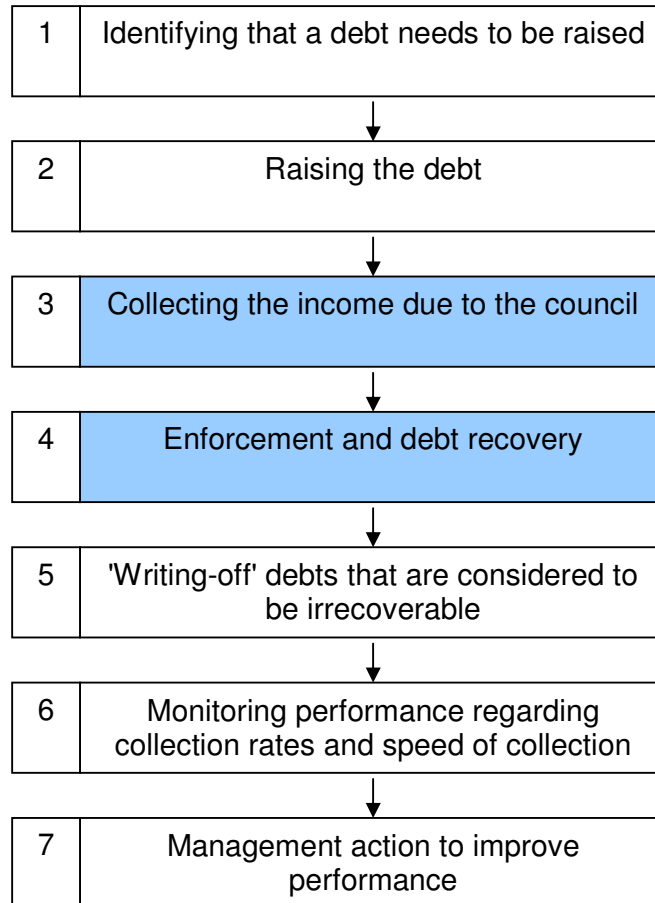 1 Identifying that a debt needs to be raised
2 Raising the debt
3 Collecting the income due to the council
4 Enforcement and debt recovery
5 'Writing-off' debts that are considered to
be irrecoverable
6 Monitoring performance regarding
collection rates and speed of collection
7 Management action to improve
performance